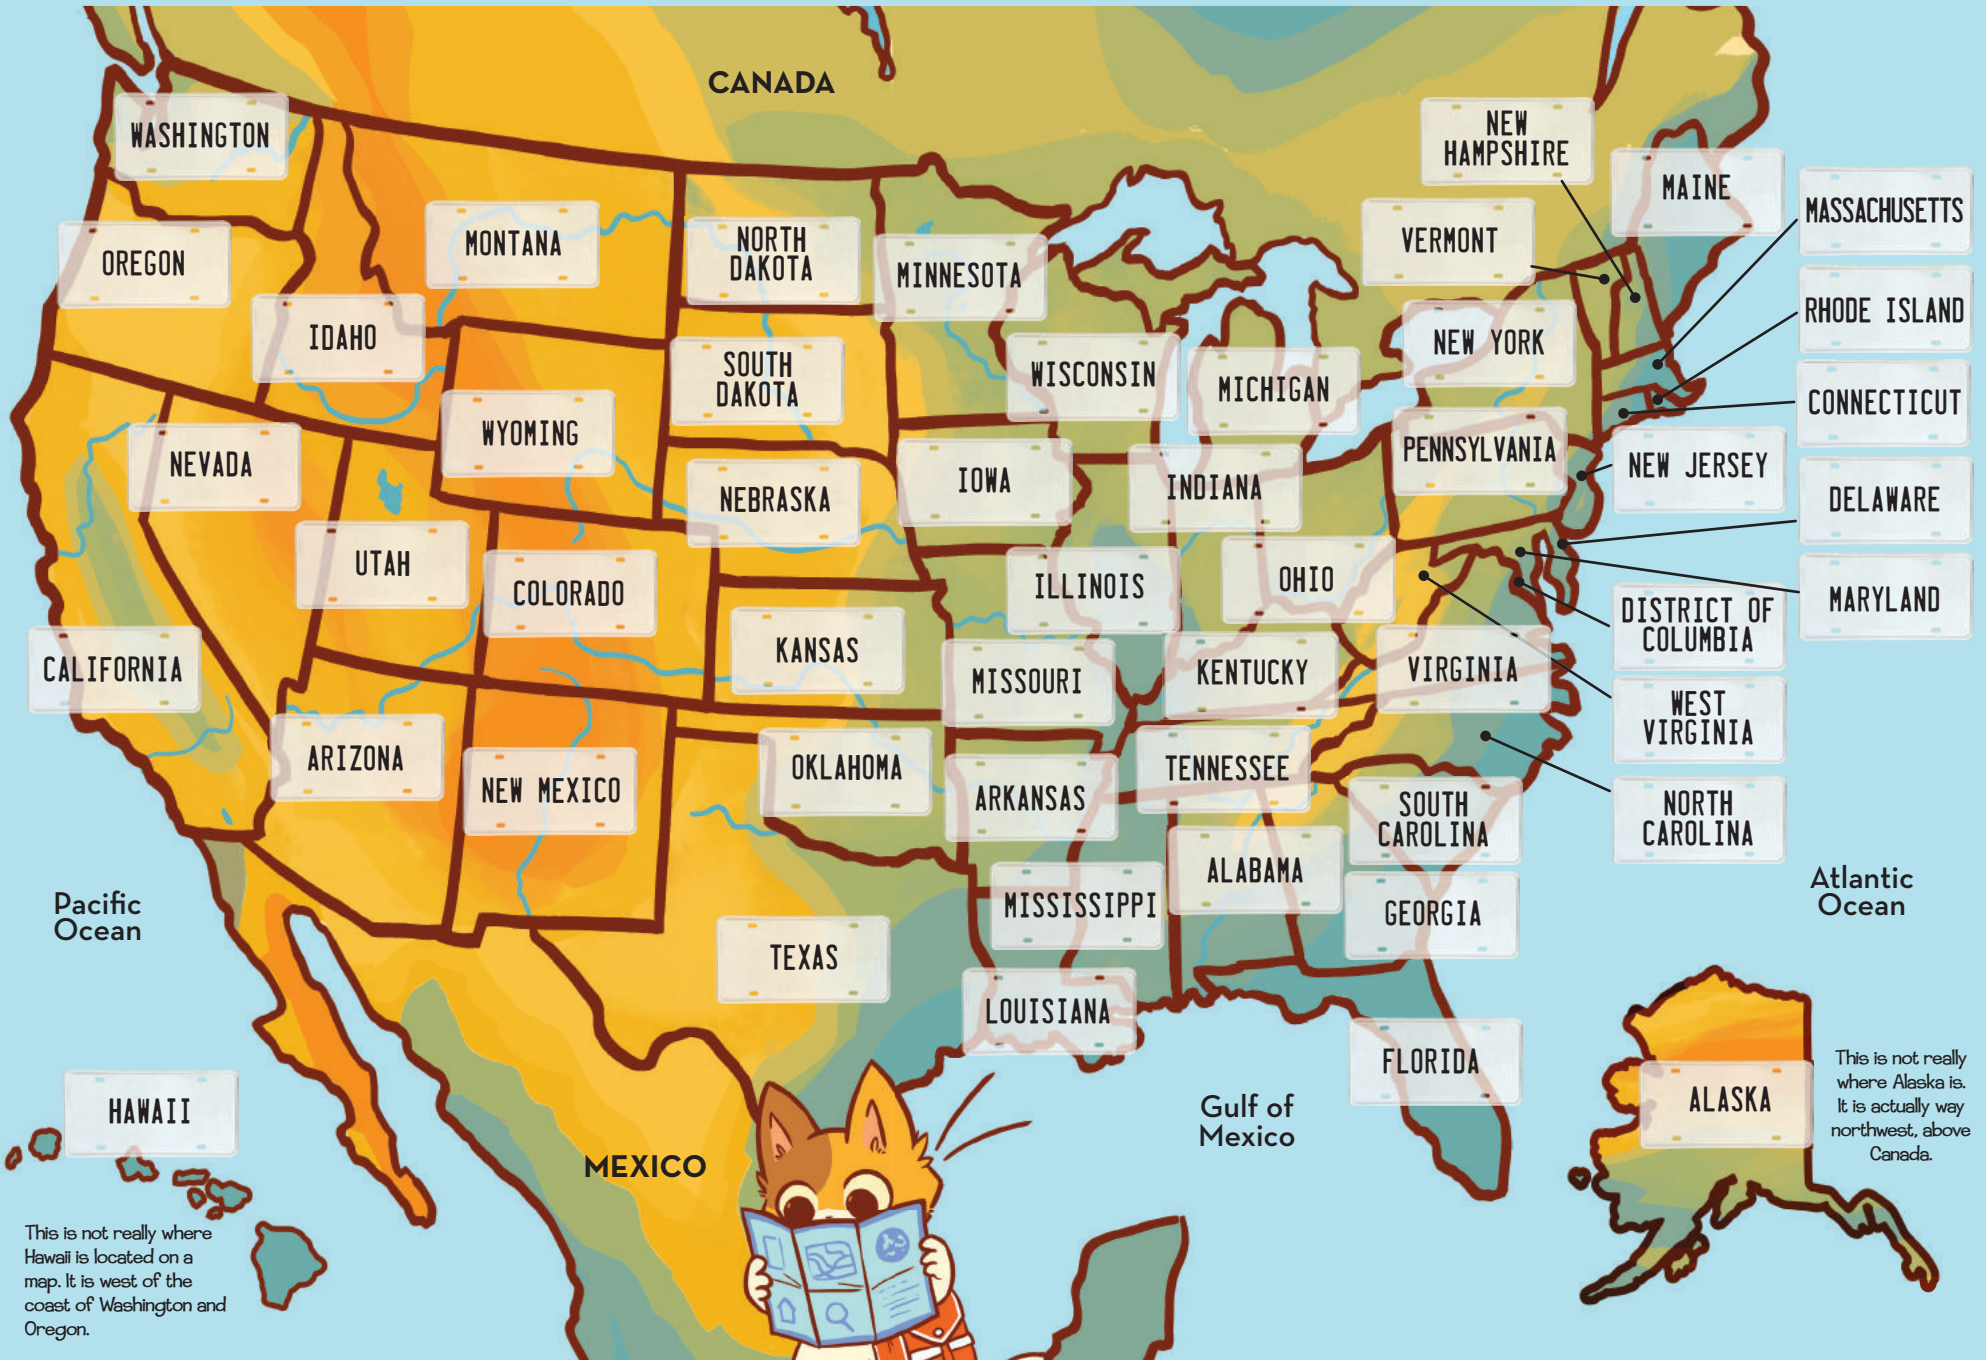 CANADA
WASHINGTON
OREGON
IDAHO
MONTANA
NORTH
DAKOTA
MINNESOTA
SOUTH
DAKOTA
WISCONSIN
MICHIGAN
NEW
HAMPSHIRE
VERMONT
MAINE
NEW YORK
MASSACHUSETTS
RHODE ISLAND
CONNECTICUT
NEW JERSEY
PENNSYLVANIA
DELAWARE
MARYLAND
DISTRICT OF
COLUMBIA
WEST
VIRGINIA
NORTH
CAROLINA
NEVADA
WYOMING
NEBRASKA
IOWA
INDIANA
UTAH
COLORADO
ILLINOIS
OHIO
CALIFORNIA
KANSAS
MISSOURI
KENTUCKY
VIRGINIA
ARIZONA
NEW MEXICO
OKLAHOMA
ARKANSAS
TENNESSEE
SOUTH
CAROLINA
MISSISSIPPI
ALABAMA
GEORGIA
TEXAS
LOUISIANA
FLORIDA
Pacific
Ocean
Atlantic
Ocean
Gulf of
Mexico
MEXICO
HAWAII
This is not really where
Hawaii is located on a
map. It is west of the
coast of Washington and
Oregon.
ALASKA
This is not really
where Alaska is.
It is actually way
northwest, above
Canada.